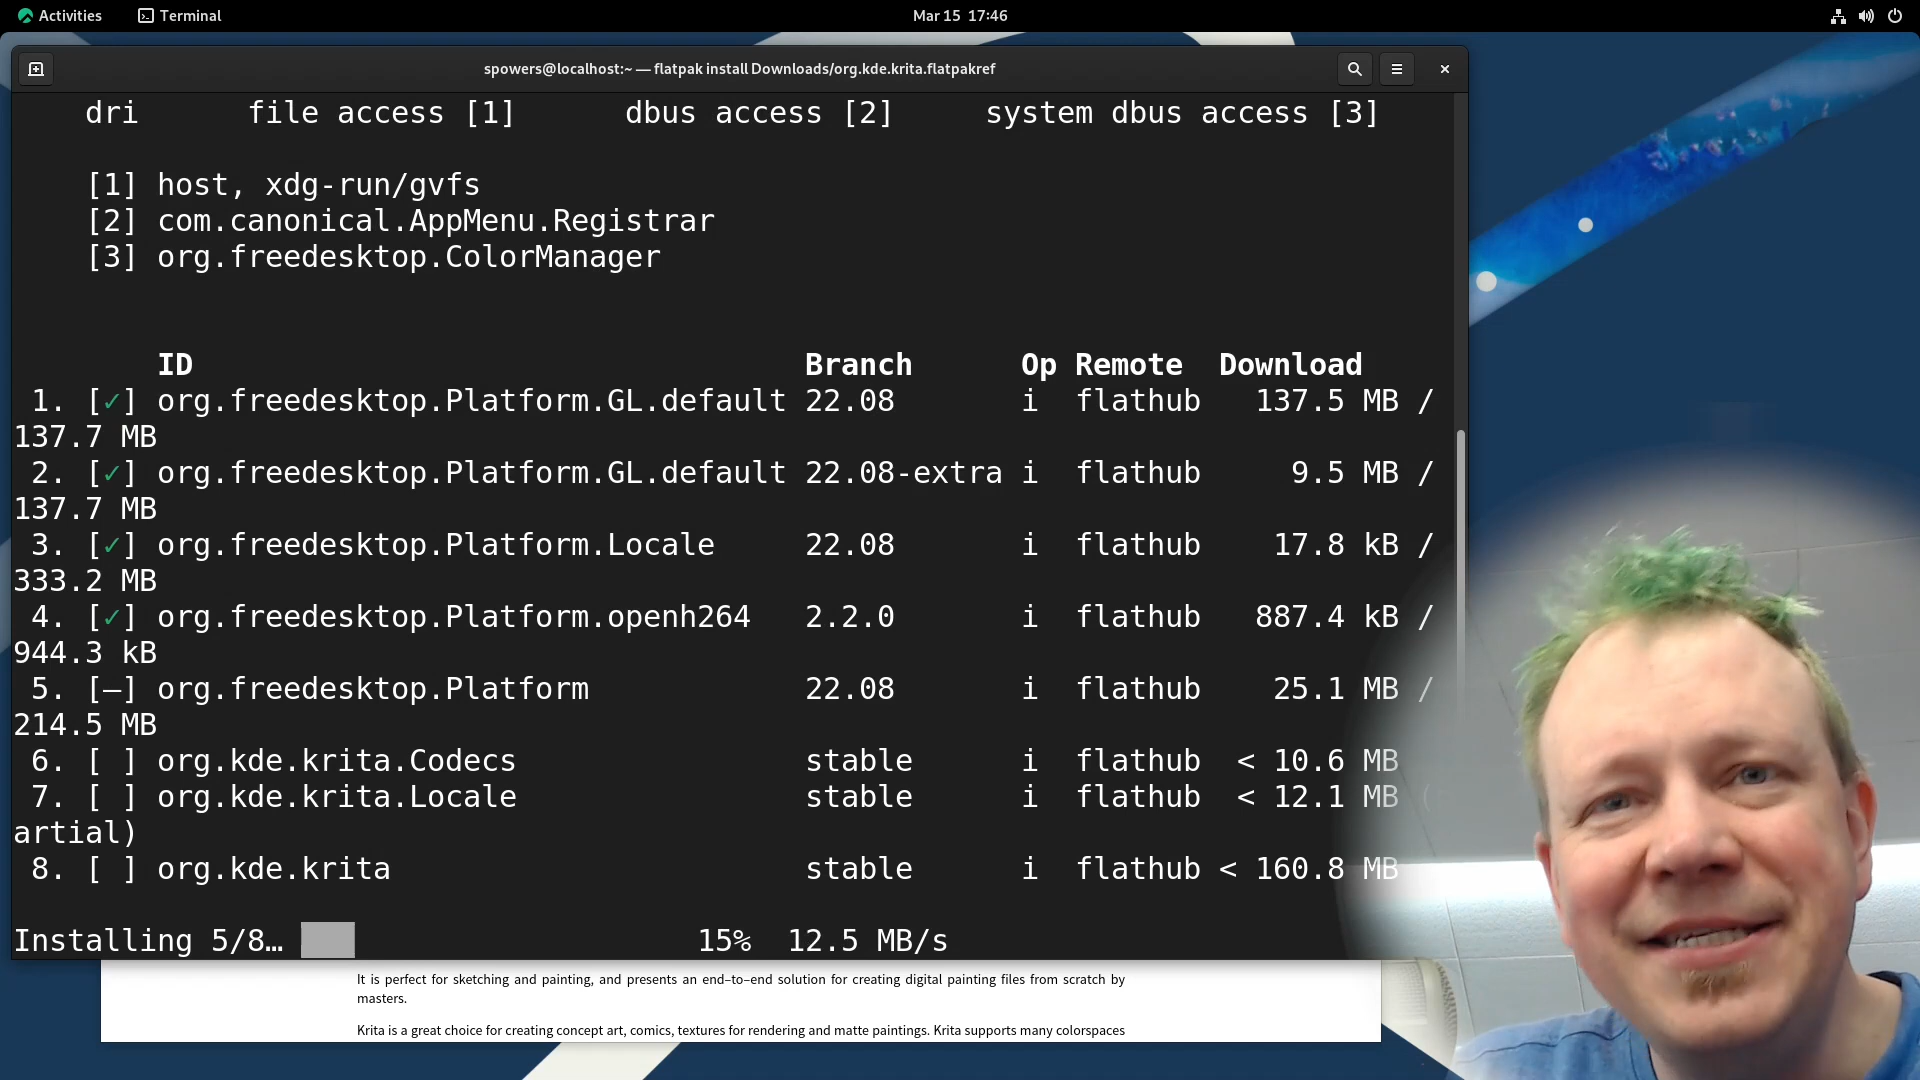 Activities Terminal Mar 15 17:46
spowers@localhost:~ — flatpak install Downloads/org.kde.krita.flatpakref
dri file access [1] dbus access [2] system dbus access [3]
[1] host, xdg-run/gvfs
[2] com.canonical.AppMenu.Registrar
[3] org.freedesktop.ColorManager
ID Branch Op Remote Download
1. [✓] org.freedesktop.Platform.GL.default 22.08 i flathub 137.5 MB /
137.7 MB
2. [✓] org.freedesktop.Platform.GL.default 22.08-extra i flathub 9.5 MB /
137.7 MB
3. [✓] org.freedesktop.Platform.Locale 22.08 i flathub 17.8 kB /
333.2 MB
4. [✓] org.freedesktop.Platform.openh264 2.2.0 i flathub 887.4 kB /
944.3 kB
5. [—] org.freedesktop.Platform 22.08 i flathub 25.1 MB /
214.5 MB
6. [ ] org.kde.krita.Codecs stable i flathub < 10.6 MB
7. [ ] org.kde.krita.Locale stable i flathub < 12.1 MB (
artial)
8. [ ] org.kde.krita stable i flathub < 160.8 MB
Installing 5/8… 15% 12.5 MB/s
It is perfect for sketching and painting, and presents an end–to–end solution for creating digital painting files from scratch by
masters.
Krita is a great choice for creating concept art, comics, textures for rendering and matte paintings. Krita supports many colorspaces